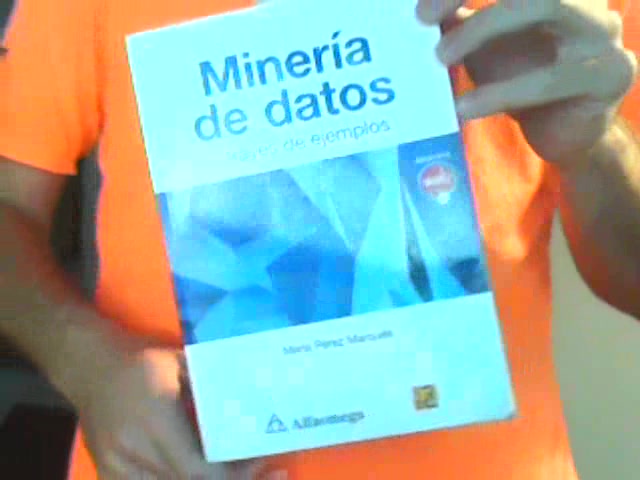 Minería
de datos
de ejemplos
María Pérez Marqués
Alfaomega